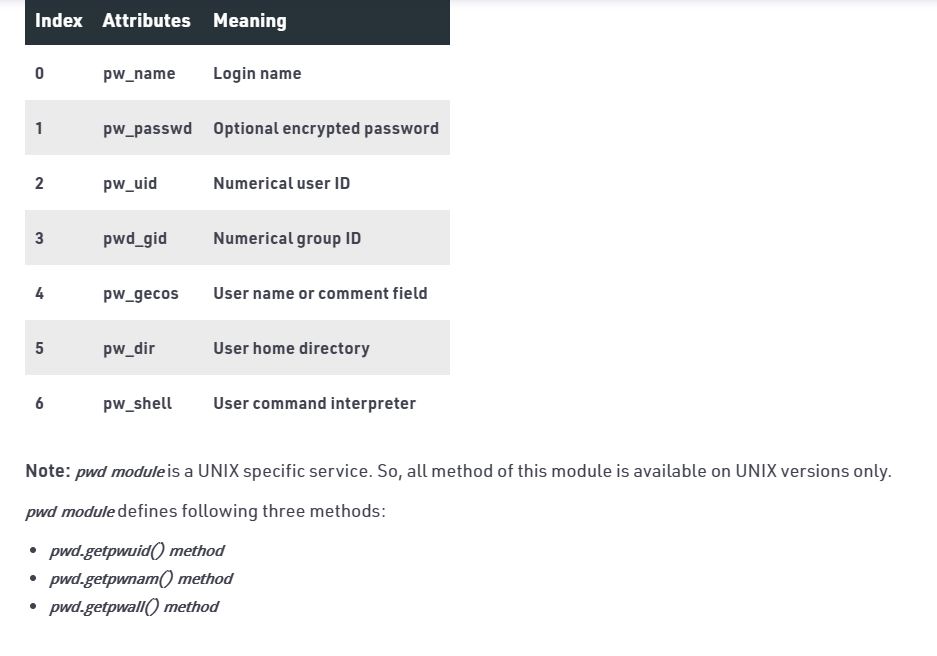 Index Attributes Meaning
0 pw_name Login name
1 pw_passwd Optional encrypted password
2 pw_uid Numerical user ID
3 pwd_gid Numerical group ID
4 pw_gecos User name or comment field
5 pw_dir User home directory
6 pw_shell User command interpreter
Note: pwd module is a UNIX specific service. So, all method of this module is available on UNIX versions only.
pwd module defines following three methods:
• pwd.getpwuid() method
• pwd.getpwnam() method
• pwd.getpwall() method